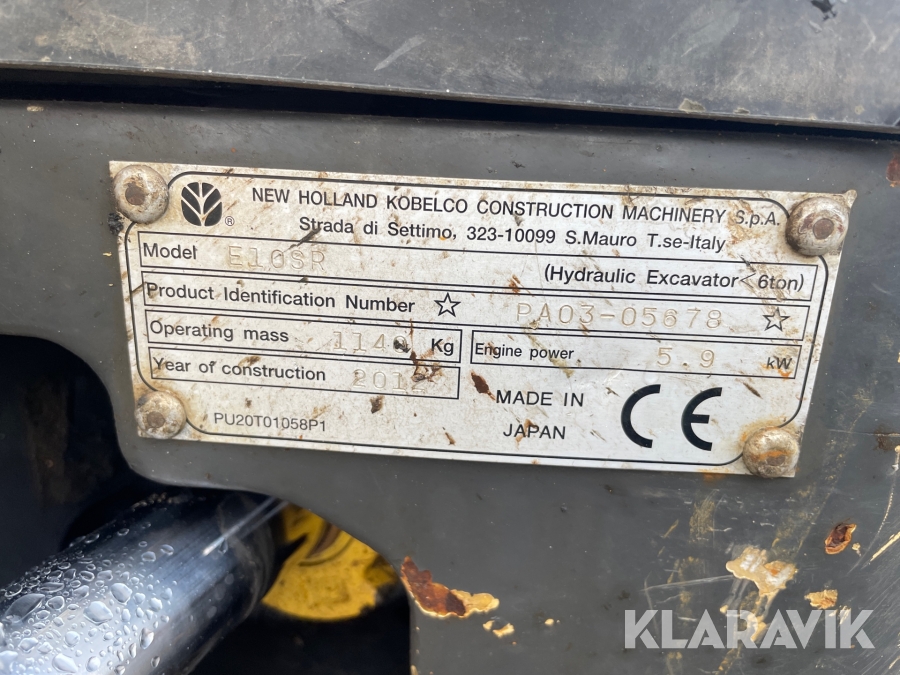 NEW HOLLAND KOBELCO CONSTRUCTION MACHINERY S.p.A.
Strada di Settimo, 323-10099 S.Mauro T.se-Italy
Model E10SR (Hydraulic Excavator < 6ton)
Product Identification Number ☆ PA03-05678 ☆
Operating mass Kg Engine power 5.9 kW
Year of construction
MADE IN
JAPAN
CE
PU20T01058P1
®
KLARAVIK